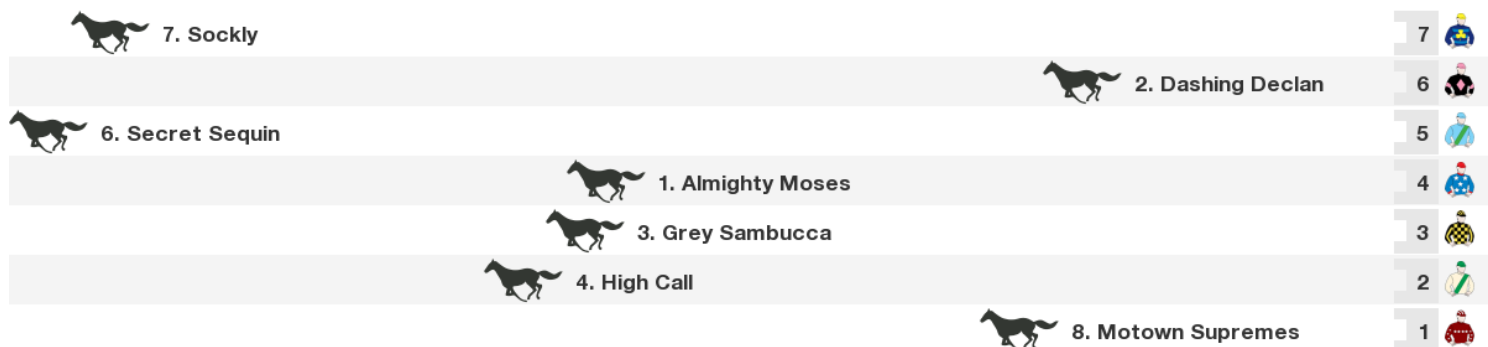 7. Sockly 7
2. Dashing Declan 6
6. Secret Sequin 5
1. Almighty Moses 4
3. Grey Sambucca 3
4. High Call 2
8. Motown Supremes 1